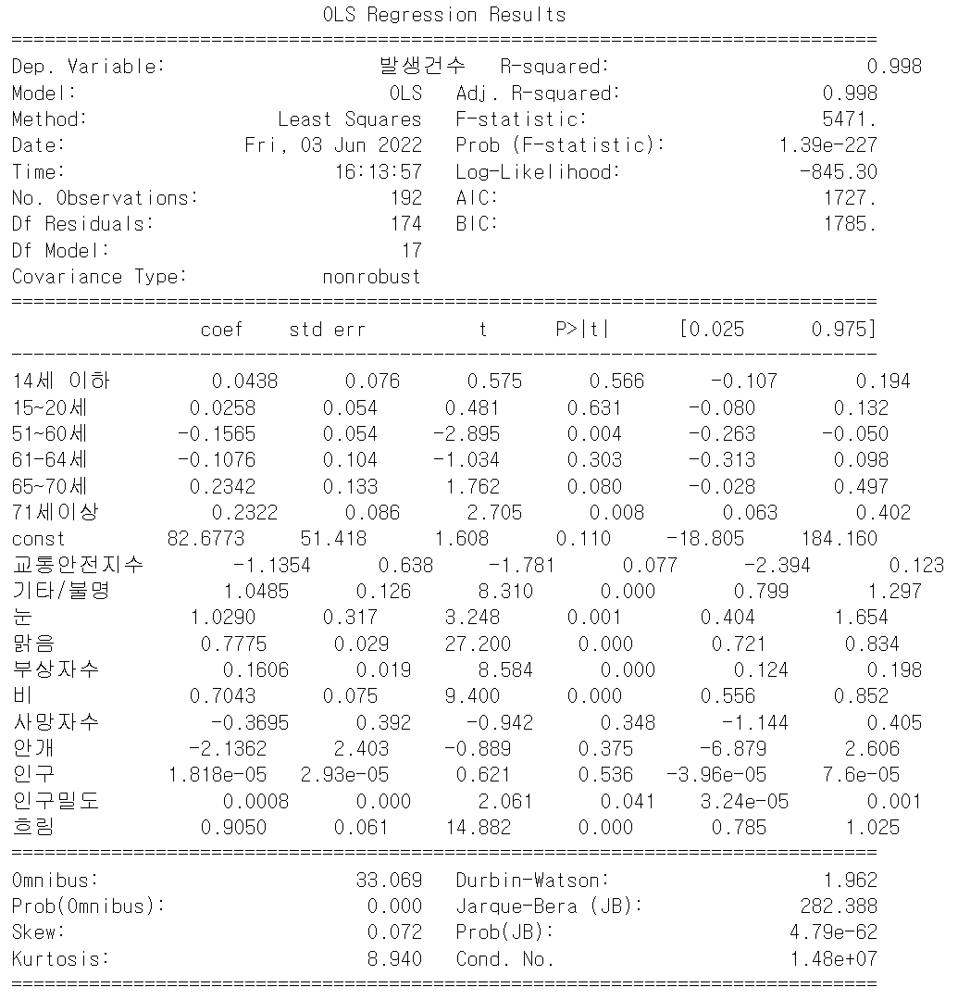 OLS Regression Results
==============================================================================
Dep. Variable: 발생건수 R-squared: 0.998
Model: OLS Adj. R-squared: 0.998
Method: Least Squares F-statistic: 5471.
Date: Fri, 03 Jun 2022 Prob (F-statistic): 1.39e-227
Time: 16:13:57 Log-Likelihood: -845.30
No. Observations: 192 AIC: 1727.
Df Residuals: 174 BIC: 1785.
Df Model: 17
Covariance Type: nonrobust
==============================================================================
coef std err t P>|t| [0.025 0.975]
------------------------------------------------------------------------------
14세 이하 0.0438 0.076 0.575 0.566 -0.107 0.194
15~20세 0.0258 0.054 0.481 0.631 -0.080 0.132
51~60세 -0.1565 0.054 -2.895 0.004 -0.263 -0.050
61-64세 -0.1076 0.104 -1.034 0.303 -0.313 0.098
65~70세 0.2342 0.133 1.762 0.080 -0.028 0.497
71세이상 0.2322 0.086 2.705 0.008 0.063 0.402
const 82.6773 51.418 1.608 0.110 -18.805 184.160
교통안전지수 -1.1354 0.638 -1.781 0.077 -2.394 0.123
기타/불명 1.0485 0.126 8.310 0.000 0.799 1.297
눈 1.0290 0.317 3.248 0.001 0.404 1.654
맑음 0.7775 0.029 27.200 0.000 0.721 0.834
부상자수 0.1606 0.019 8.584 0.000 0.124 0.198
비 0.7043 0.075 9.400 0.000 0.556 0.852
사망자수 -0.3695 0.392 -0.942 0.348 -1.144 0.405
안개 -2.1362 2.403 -0.889 0.375 -6.879 2.606
인구 1.818e-05 2.93e-05 0.621 0.536 -3.96e-05 7.6e-05
인구밀도 0.0008 0.000 2.061 0.041 3.24e-05 0.001
흐림 0.9050 0.061 14.882 0.000 0.785 1.025
==============================================================================
Omnibus: 33.069 Durbin-Watson: 1.962
Prob(Omnibus): 0.000 Jarque-Bera (JB): 282.388
Skew: 0.072 Prob(JB): 4.79e-62
Kurtosis: 8.940 Cond. No. 1.48e+07
==============================================================================